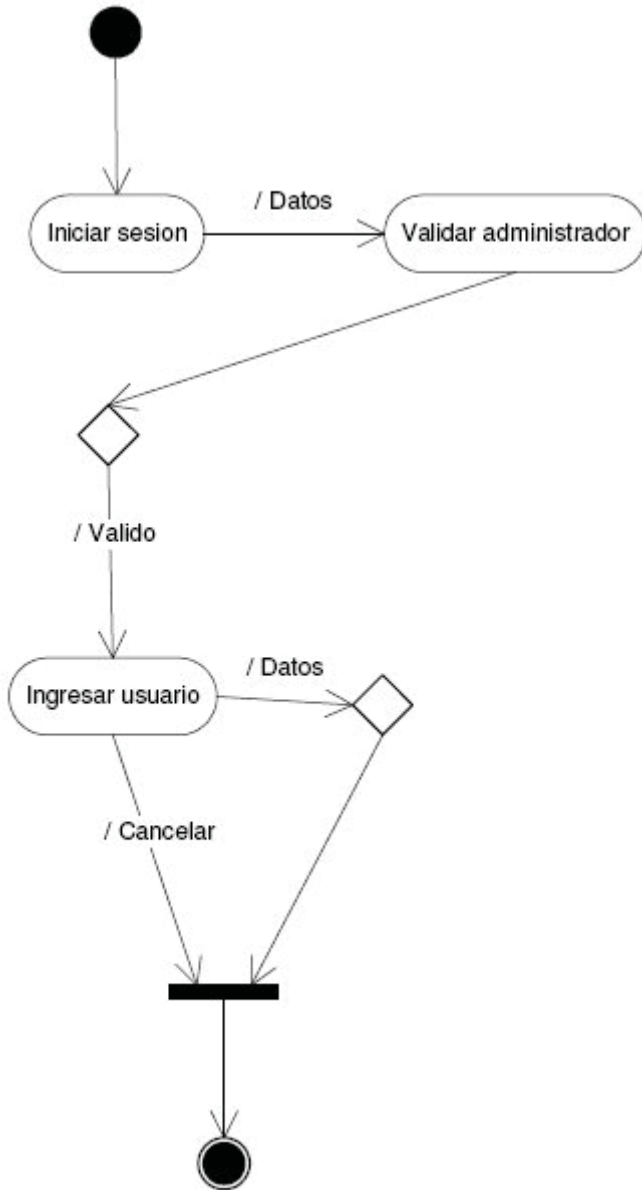 Iniciar sesion
/ Datos
Validar administrador
/ Valido
Ingresar usuario
/ Datos
/ Cancelar